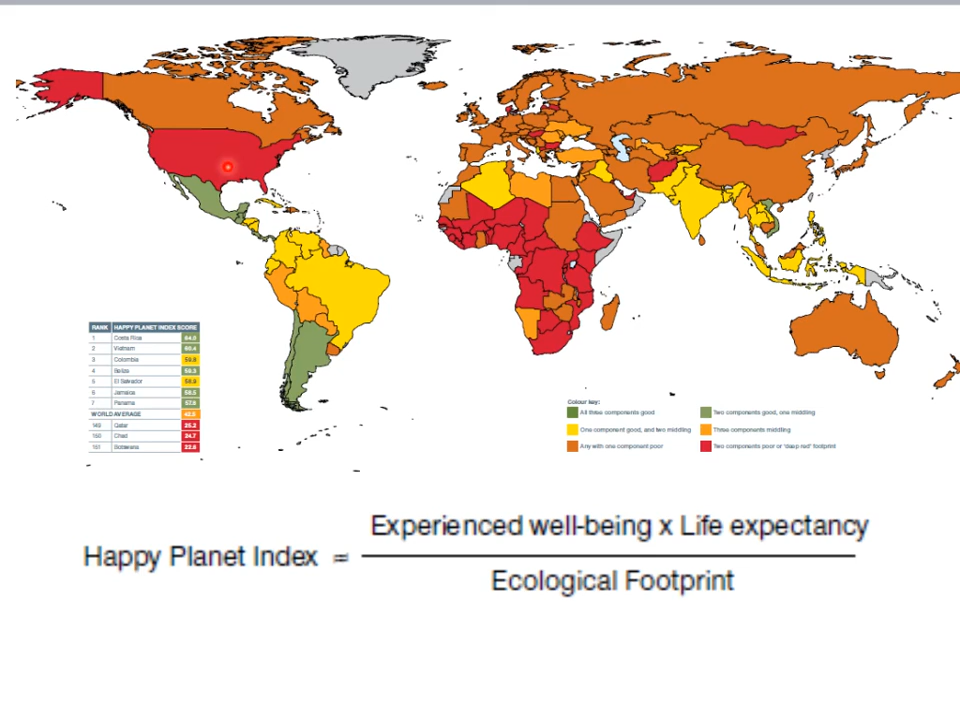 RANK HAPPY PLANET INDEX SCORE
1 Costa Rica 64.0
2 Vietnam 60.4
3 Colombia 59.8
4 Belize 59.3
5 El Salvador 58.9
6 Jamaica 58.5
7 Panama 57.8
WORLD AVERAGE 42.5
149 Qatar 25.2
150 Chad 24.7
151 Botswana 22.6
Colour key:
All three components good
Two components good, one middling
One component good, and two middling
Three components middling
Any with one component poor
Two components poor or 'deep red' footprint
Experienced well-being x Life expectancy
Happy Planet Index =
Ecological Footprint